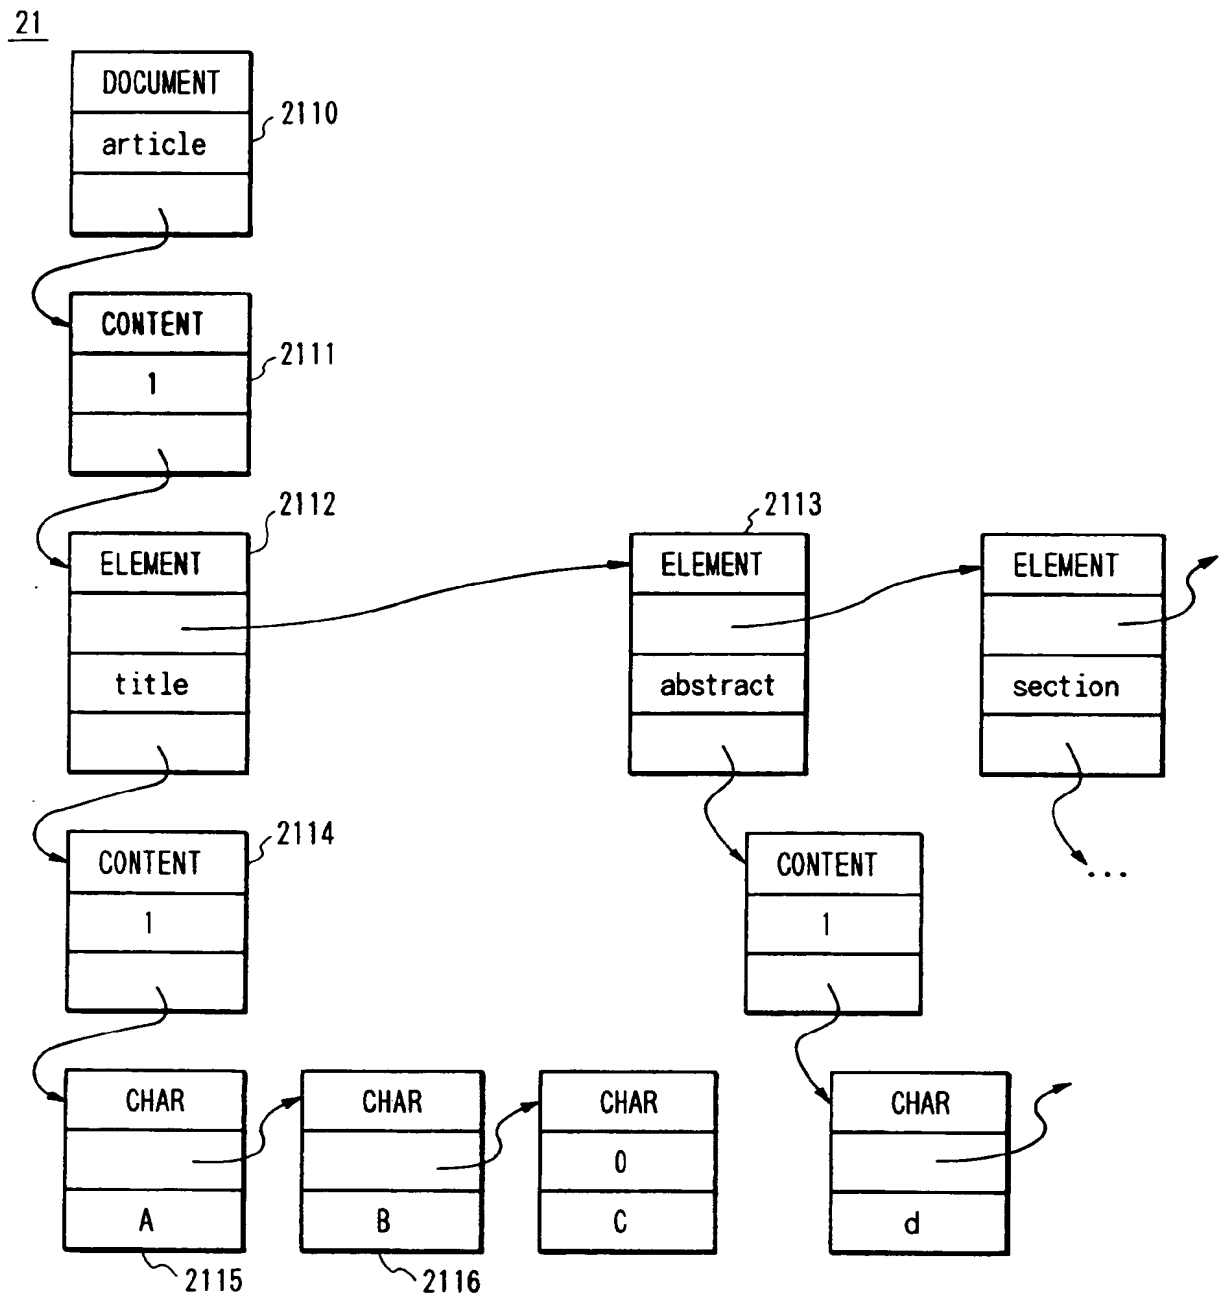 21
DOCUMENT
article
2110
CONTENT
1
2111
ELEMENT
title
2112
ELEMENT
abstract
2113
ELEMENT
section
...
CONTENT
1
2114
CONTENT
1
CHAR
A
2115
CHAR
B
2116
CHAR
0
C
CHAR
d